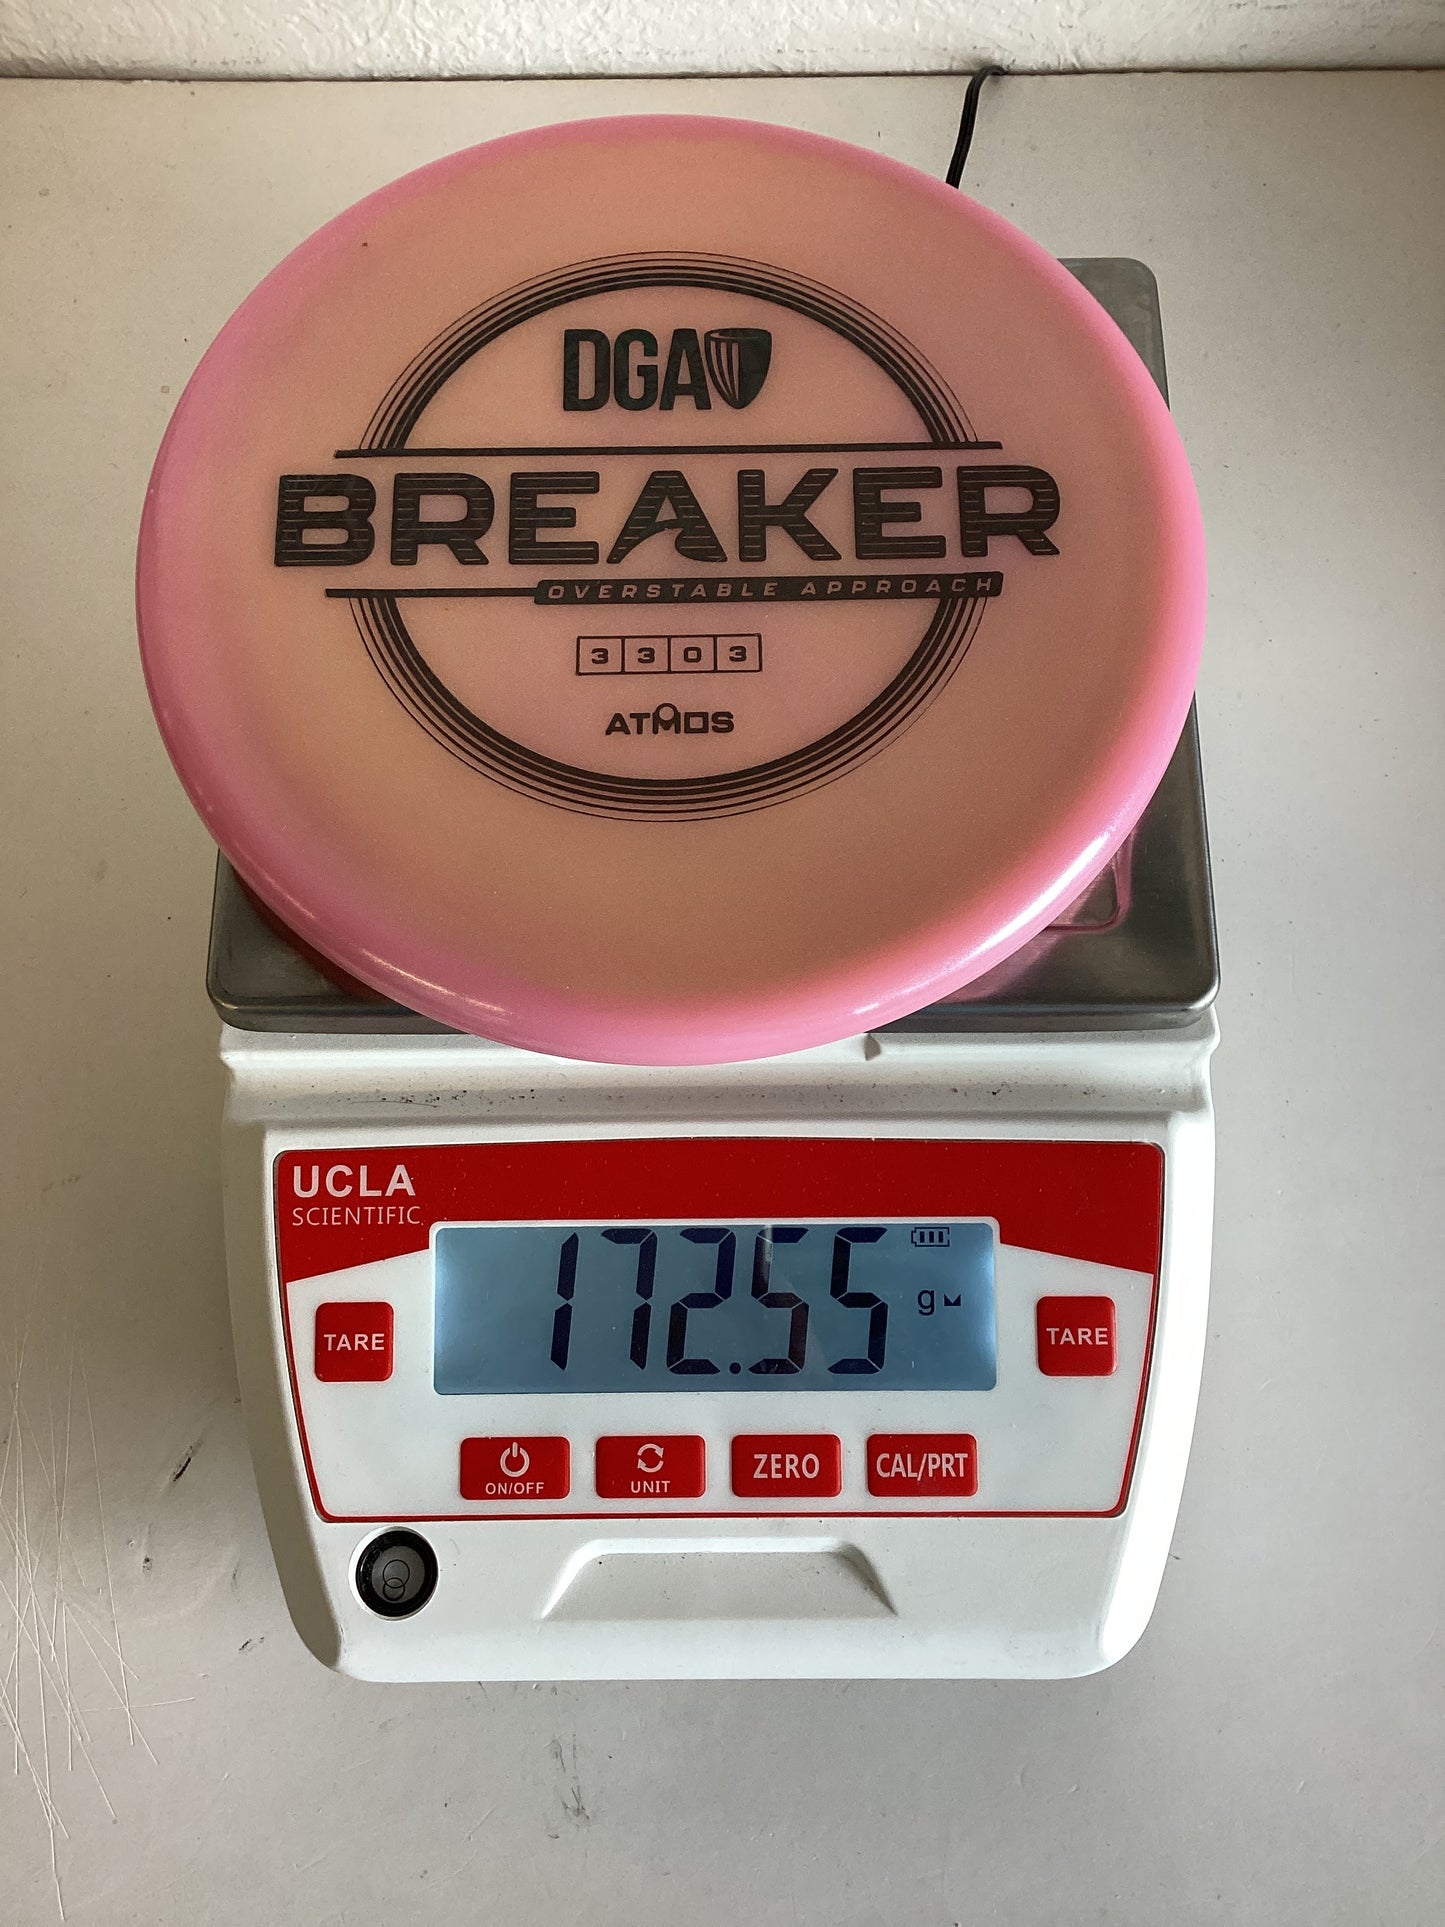 DGA
BREAKER
OVERSTABLE APPROACH
3 3 0 3
ATMOS
UCLA
SCIENTIFIC
172.55 g
TARE
TARE
ON/OFF
UNIT
ZERO
CAL/PRT